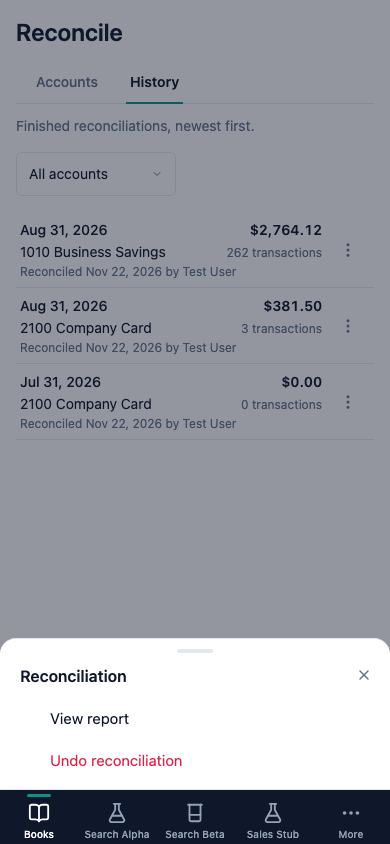 Reconcile
Accounts
History
Finished reconciliations, newest first.
All accounts
Aug 31, 2026
$2,764.12
1010 Business Savings
262 transactions
Reconciled Nov 22, 2026 by Test User
Aug 31, 2026
$381.50
2100 Company Card
3 transactions
Reconciled Nov 22, 2026 by Test User
Jul 31, 2026
$0.00
2100 Company Card
0 transactions
Reconciled Nov 22, 2026 by Test User
Reconciliation
View report
Undo reconciliation
Books
Search Alpha
Search Beta
Sales Stub
More